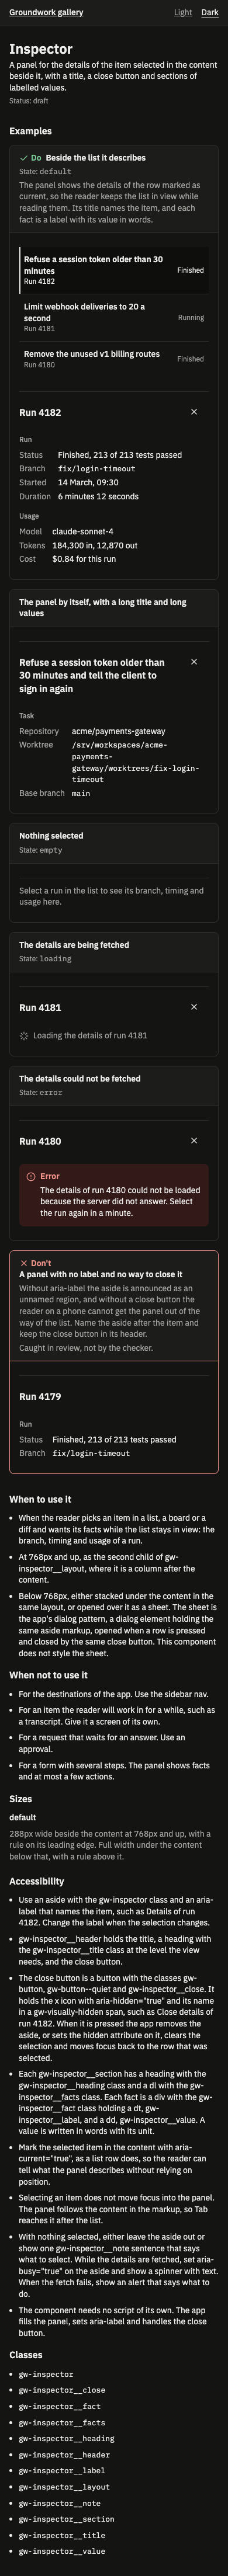 Groundwork gallery
Light
Dark
Inspector
A panel for the details of the item selected in the content
beside it, with a title, a close button and sections of
labelled values.
Status: draft
Examples
Do Beside the list it describes
State: default
The panel shows the details of the row marked as
current, so the reader keeps the list in view while
reading them. Its title names the item, and each
fact is a label with its value in words.
Refuse a session token older than 30
minutes
Run 4182
Finished
Limit webhook deliveries to 20 a
second
Run 4181
Running
Remove the unused v1 billing routes
Run 4180
Finished
Run 4182
Run
Status Finished, 213 of 213 tests passed
Branch fix/login-timeout
Started 14 March, 09:30
Duration 6 minutes 12 seconds
Usage
Model claude-sonnet-4
Tokens 184,300 in, 12,870 out
Cost $0.84 for this run
The panel by itself, with a long title and long
values
Refuse a session token older than
30 minutes and tell the client to
sign in again
Task
Repository acme/payments-gateway
Worktree /srv/workspaces/acme-
payments-
gateway/worktrees/fix-login-
timeout
Base branch main
Nothing selected
State: empty
Select a run in the list to see its branch, timing and
usage here.
The details are being fetched
State: loading
Run 4181
Loading the details of run 4181
The details could not be fetched
State: error
Run 4180
Error
The details of run 4180 could not be loaded
because the server did not answer. Select
the run again in a minute.
Don't
A panel with no label and no way to close it
Without aria-label the aside is announced as an
unnamed region, and without a close button the
reader on a phone cannot get the panel out of the
way of the list. Name the aside after the item and
keep the close button in its header.
Caught in review, not by the checker.
Run 4179
Run
Status Finished, 213 of 213 tests passed
Branch fix/login-timeout
When to use it
When the reader picks an item in a list, a board or a
diff and wants its facts while the list stays in view: the
branch, timing and usage of a run.
At 768px and up, as the second child of gw-
inspector__layout, where it is a column after the
content.
Below 768px, either stacked under the content in the
same layout, or opened over it as a sheet. The sheet is
the app's dialog pattern, a dialog element holding the
same aside markup, opened when a row is pressed
and closed by the same close button. This component
does not style the sheet.
When not to use it
For the destinations of the app. Use the sidebar nav.
For an item the reader will work in for a while, such as
a transcript. Give it a screen of its own.
For a request that waits for an answer. Use an
approval.
For a form with several steps. The panel shows facts
and at most a few actions.
Sizes
default
288px wide beside the content at 768px and up, with a
rule on its leading edge. Full width under the content
below that, with a rule above it.
Accessibility
Use an aside with the gw-inspector class and an aria-
label that names the item, such as Details of run
4182. Change the label when the selection changes.
gw-inspector__header holds the title, a heading with
the gw-inspector__title class at the level the view
needs, and the close button.
The close button is a button with the classes gw-
button, gw-button--quiet and gw-inspector__close. It
holds the x icon with aria-hidden="true" and its name
in a gw-visually-hidden span, such as Close details of
run 4182. When it is pressed the app removes the
aside, or sets the hidden attribute on it, clears the
selection and moves focus back to the row that was
selected.
Each gw-inspector__section has a heading with the
gw-inspector__heading class and a dl with the gw-
inspector__facts class. Each fact is a div with the gw-
inspector__fact class holding a dt, gw-
inspector__label, and a dd, gw-inspector__value. A
value is written in words with its unit.
Mark the selected item in the content with aria-
current="true", as a list row does, so the reader can
tell what the panel describes without relying on
position.
Selecting an item does not move focus into the panel.
The panel follows the content in the markup, so Tab
reaches it after the list.
With nothing selected, either leave the aside out or
show one gw-inspector__note sentence that says
what to select. While the details are fetched, set aria-
busy="true" on the aside and show a spinner with text.
When the fetch fails, show an alert that says what to
do.
The component needs no script of its own. The app
fills the panel, sets aria-label and handles the close
button.
Classes
gw-inspector
gw-inspector__close
gw-inspector__fact
gw-inspector__facts
gw-inspector__heading
gw-inspector__header
gw-inspector__label
gw-inspector__layout
gw-inspector__note
gw-inspector__section
gw-inspector__title
gw-inspector__value